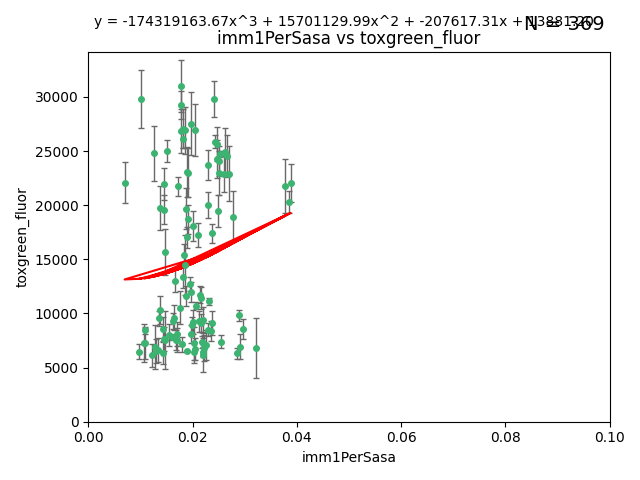 y = -174319163.67x^3 + 15701129.99x^2 + -207617.31x +
N = 369
imm1PerSasa vs toxgreen_fluor
30000
25000
20000
15000
10000
5000
0
toxgreen_fluor
0.00 0.02 0.04 0.06 0.08 0.10
imm1PerSasa